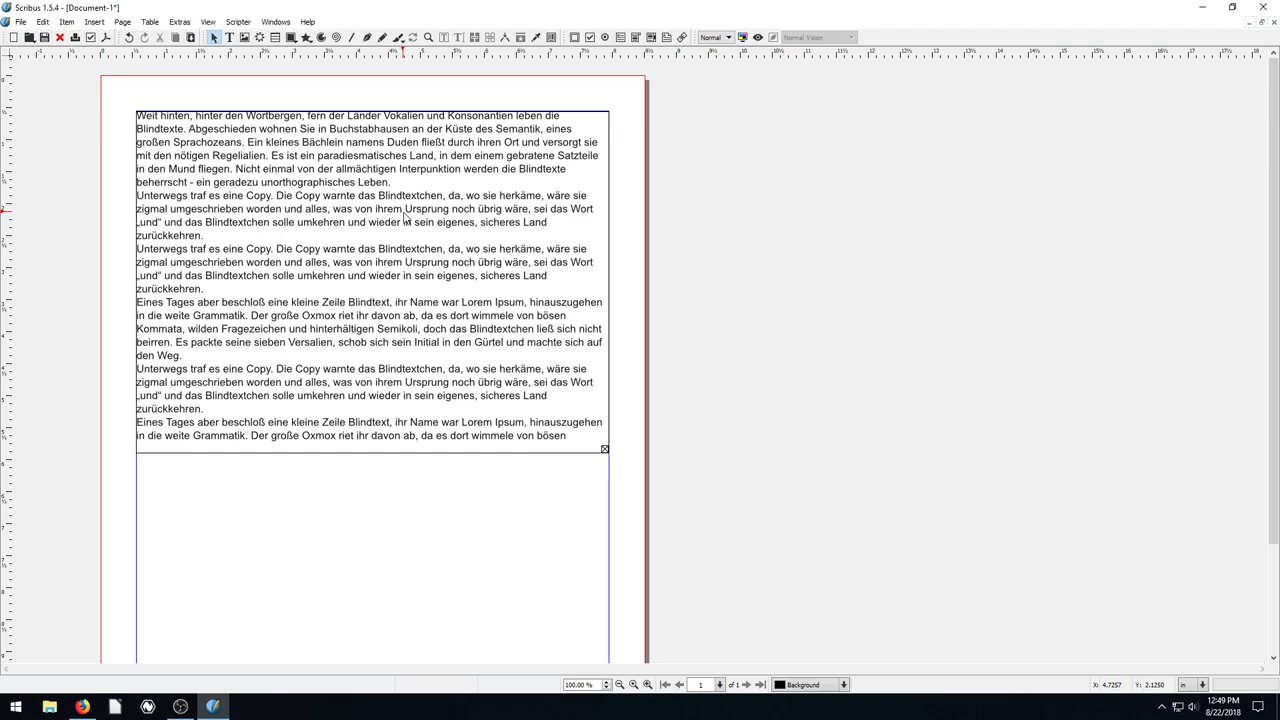 Scribus 1.5.4 - [Document-1*]
File Edit Item Insert Page Table Extras View Scripter Windows Help
Normal Normal Vision
Weit hinten, hinter den Wortbergen, fern der Länder Vokalien und Konsonantien leben die
Blindtexte. Abgeschieden wohnen Sie in Buchstabhausen an der Küste des Semantik, eines
großen Sprachozeans. Ein kleines Bächlein namens Duden fließt durch ihren Ort und versorgt sie
mit den nötigen Regelialien. Es ist ein paradiesmatisches Land, in dem einem gebratene Satzteile
in den Mund fliegen. Nicht einmal von der allmächtigen Interpunktion werden die Blindtexte
beherrscht - ein geradezu unorthographisches Leben.
Unterwegs traf es eine Copy. Die Copy warnte das Blindtextchen, da, wo sie herkäme, wäre sie
zigmal umgeschrieben worden und alles, was von ihrem Ursprung noch übrig wäre, sei das Wort
„und“ und das Blindtextchen solle umkehren und wieder in sein eigenes, sicheres Land
zurückkehren.
Unterwegs traf es eine Copy. Die Copy warnte das Blindtextchen, da, wo sie herkäme, wäre sie
zigmal umgeschrieben worden und alles, was von ihrem Ursprung noch übrig wäre, sei das Wort
„und“ und das Blindtextchen solle umkehren und wieder in sein eigenes, sicheres Land
zurückkehren.
Eines Tages aber beschloß eine kleine Zeile Blindtext, ihr Name war Lorem Ipsum, hinauszugehen
in die weite Grammatik. Der große Oxmox riet ihr davon ab, da es dort wimmele von bösen
Kommata, wilden Fragezeichen und hinterhältigen Semikoli, doch das Blindtextchen ließ sich nicht
beirren. Es packte seine sieben Versalien, schob sich sein Initial in den Gürtel und machte sich auf
den Weg.
Unterwegs traf es eine Copy. Die Copy warnte das Blindtextchen, da, wo sie herkäme, wäre sie
zigmal umgeschrieben worden und alles, was von ihrem Ursprung noch übrig wäre, sei das Wort
„und“ und das Blindtextchen solle umkehren und wieder in sein eigenes, sicheres Land
zurückkehren.
Eines Tages aber beschloß eine kleine Zeile Blindtext, ihr Name war Lorem Ipsum, hinauszugehen
in die weite Grammatik. Der große Oxmox riet ihr davon ab, da es dort wimmele von bösen
100.00 % 1 of 1 Background X: 4.7257 Y: 2.1250 in
12:49 PM
8/22/2018